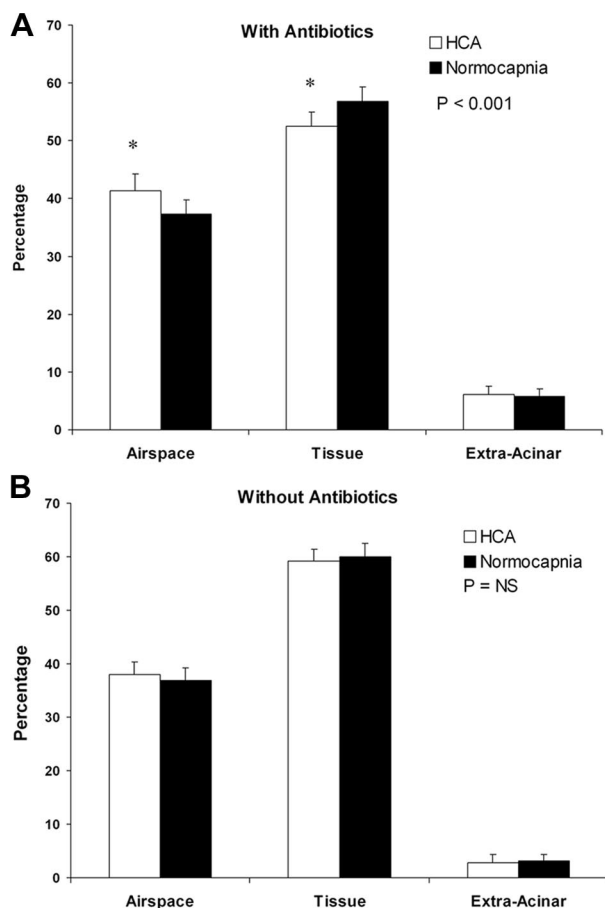 A
With Antibiotics
HCA
Normocapnia
P < 0.001
*
*
Percentage
70
60
50
40
30
20
10
0
Airspace Tissue Extra-Acinar
B
Without Antibiotics
HCA
Normocapnia
P = NS
Percentage
70
60
50
40
30
20
10
0
Airspace Tissue Extra-Acinar